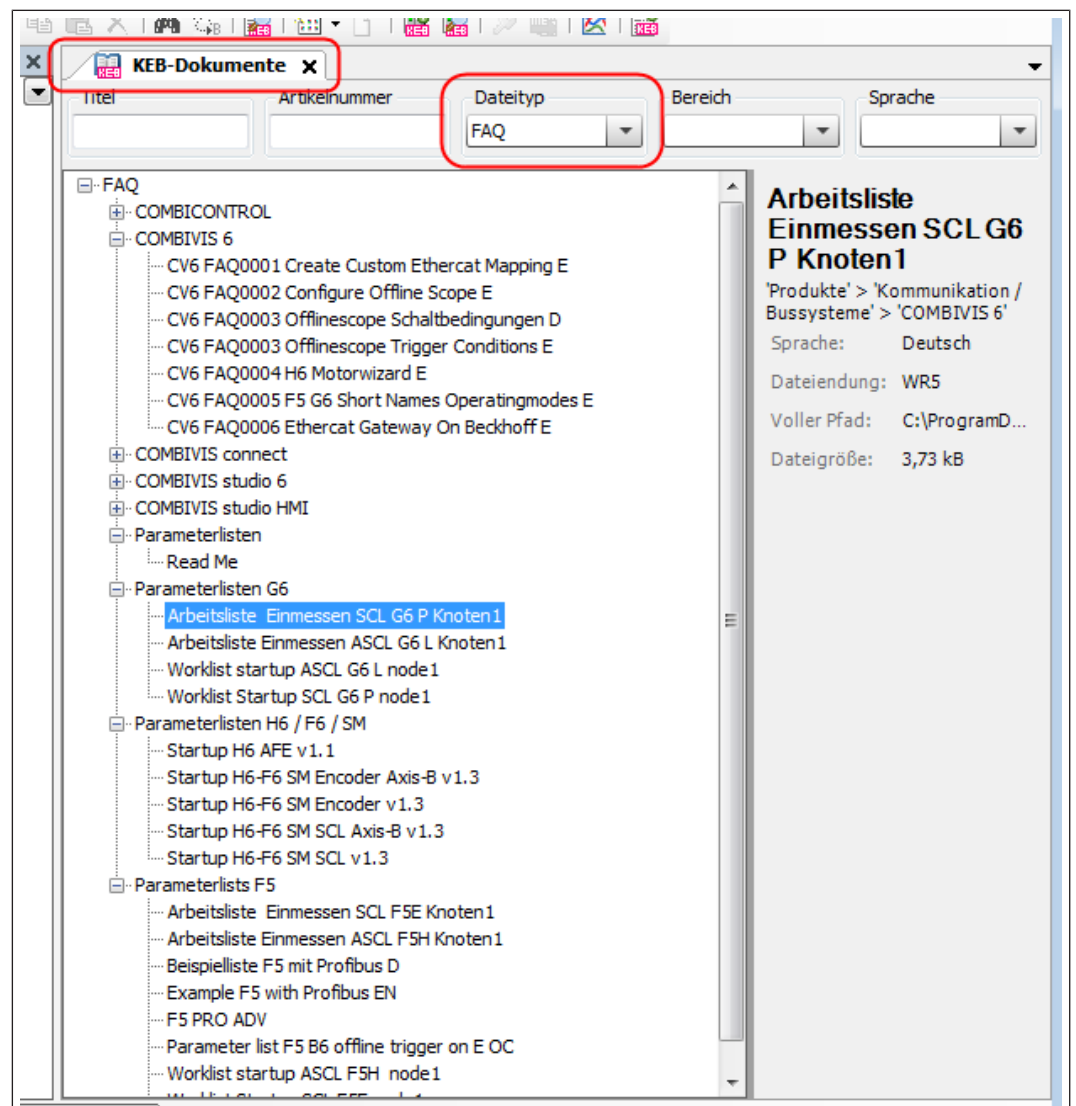 KEB
KEB
KEB
KEB
KEB KEB-Dokumente
Titel Artikelnummer Dateityp Bereich Sprache
FAQ
FAQ
COMBICONTROL
COMBIVIS 6
CV6 FAQ0001 Create Custom Ethercat Mapping E
CV6 FAQ0002 Configure Offline Scope E
CV6 FAQ0003 Offlinescope Schaltbedingungen D
CV6 FAQ0003 Offlinescope Trigger Conditions E
CV6 FAQ0004 H6 Motorwizard E
CV6 FAQ0005 F5 G6 Short Names Operatingmodes E
CV6 FAQ0006 Ethercat Gateway On Beckhoff E
COMBIVIS connect
COMBIVIS studio 6
COMBIVIS studio HMI
Parameterlisten
Read Me
Parameterlisten G6
Arbeitsliste  Einmessen SCL G6 P Knoten1
Arbeitsliste Einmessen ASCL G6 L Knoten1
Worklist startup ASCL G6 L node1
Worklist Startup SCL G6 P node1
Parameterlisten H6 / F6 / SM
Startup H6 AFE v1.1
Startup H6-F6 SM Encoder Axis-B v1.3
Startup H6-F6 SM Encoder v1.3
Startup H6-F6 SM SCL Axis-B v1.3
Startup H6-F6 SM SCL v1.3
Parameterlists F5
Arbeitsliste  Einmessen SCL F5E Knoten1
Arbeitsliste Einmessen ASCL F5H Knoten1
Beispielliste F5 mit Profibus D
Example F5 with Profibus EN
F5 PRO ADV
Parameter list F5 B6 offline trigger on E OC
Worklist startup ASCL F5H  node1
Arbeitsliste
Einmessen SCL G6
P Knoten1
'Produkte' > 'Kommunikation /
Bussysteme' > 'COMBIVIS 6'
Sprache: Deutsch
Dateiendung: WR5
Voller Pfad: C:\ProgramD...
Dateigröße: 3,73 kB